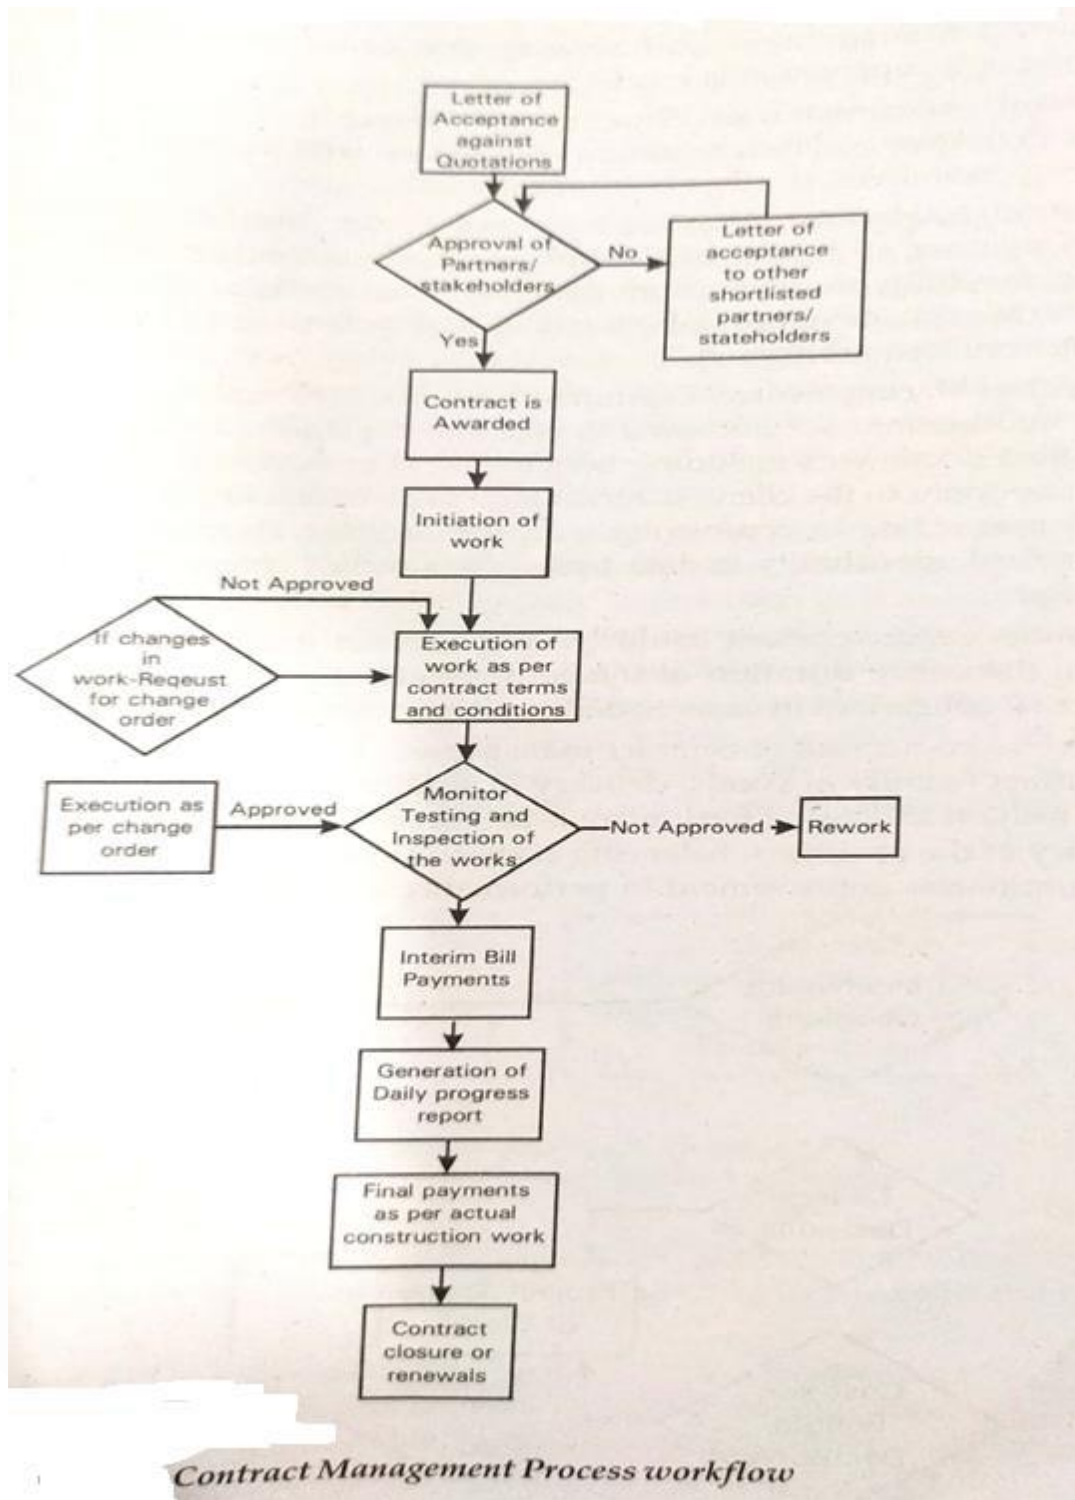 Letter of
Acceptance
against
Quotations
Approval of
Partners/
stakeholders
No
Letter of
acceptance
to other
shortlisted
partners/
stateholders
Yes
Contract is
Awarded
Initiation of
work
Not Approved
If changes
in
work-Reqeust
for change
order
Execution of
work as per
contract terms
and conditions
Execution as
per change
order
Approved
Monitor
Testing and
Inspection of
the works
Not Approved
Rework
Interim Bill
Payments
Generation of
Daily progress
report
Final payments
as per actual
construction work
Contract
closure or
renewals
Contract Management Process workflow